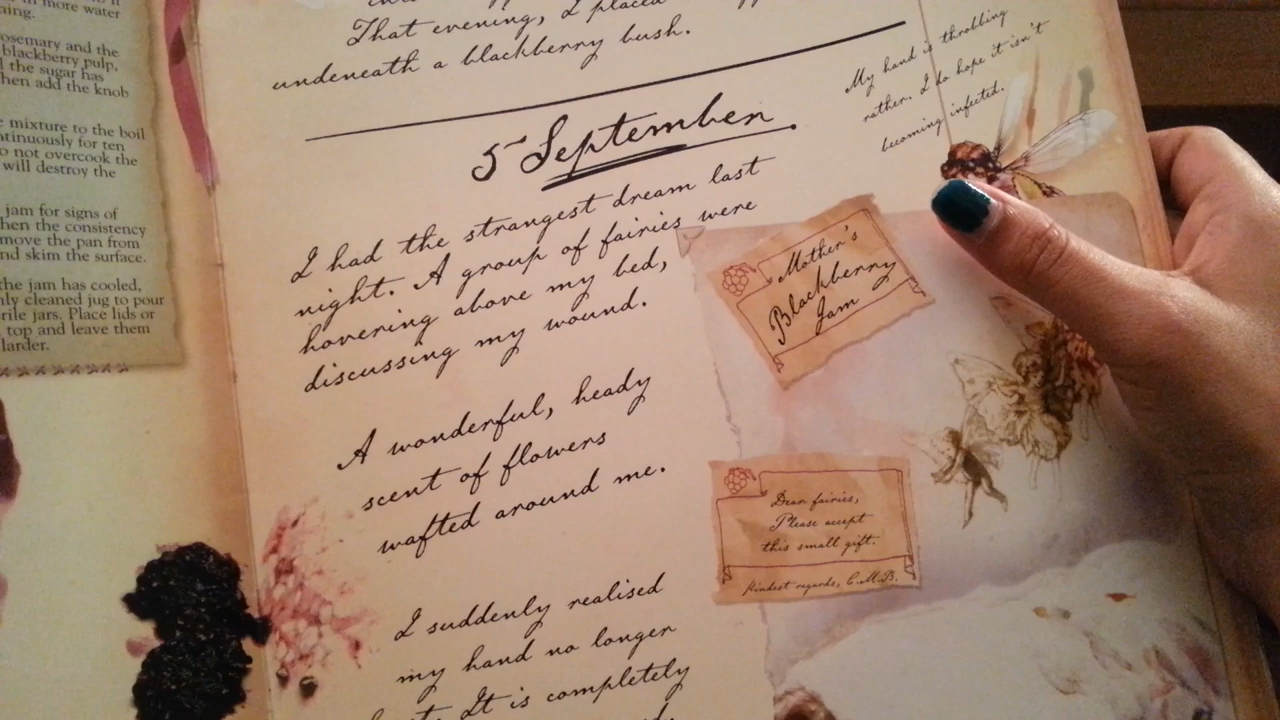 in more water
rosemary and the
blackberry pulp,
the sugar has
then add the knob
mixture to the boil
continuously for ten
do not overcook the
will destroy the
jam for signs of
when the consistency
move the pan from
and skim the surface.
the jam has cooled,
cleaned jug to pour
jars. Place lids or
top and leave them
larder.
That evening, I placed
underneath a blackberry bush.
My hand is throbbing
rather. I do hope it isn't
becoming infected.
5 September
I had the strangest dream last
night. A group of fairies were
hovering above my bed,
discussing my wound.
A wonderful, heady
scent of flowers
wafted around me.
I suddenly realised
my hand no longer
It is completely
Mother's
Blackberry
Jam
Dear fairies,
Please accept
this small gift.
Kindest regards, C.M.B.